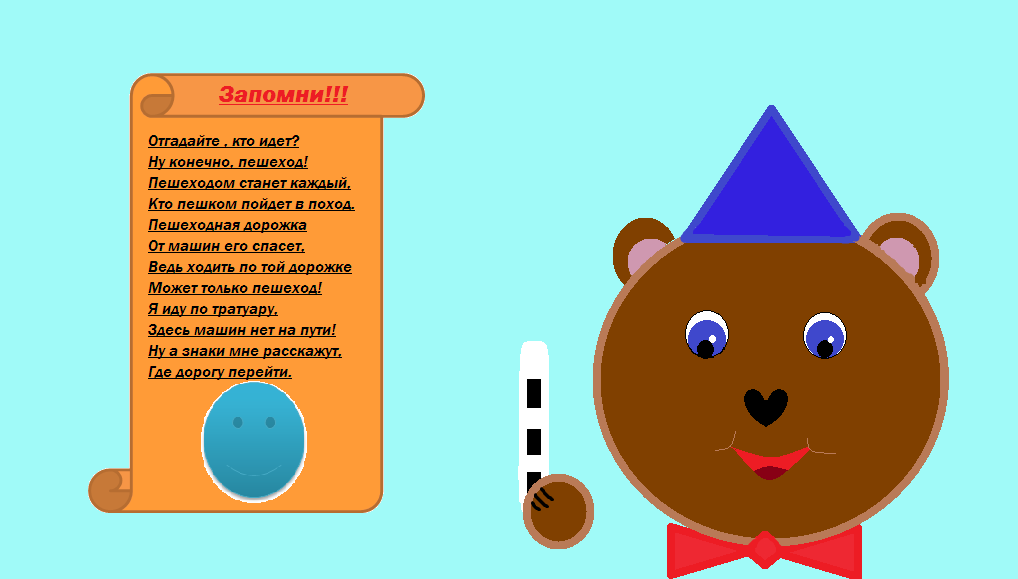 Запомни!!!
Отгадайте , кто идет?
Ну конечно, пешеход!
Пешеходом станет каждый,
Кто пешком пойдет в поход.
Пешеходная дорожка
От машин его спасет,
Ведь ходить по той дорожке
Может только пешеход!
Я иду по тратуару,
Здесь машин нет на пути!
Ну а знаки мне расскажут,
Где дорогу перейти.